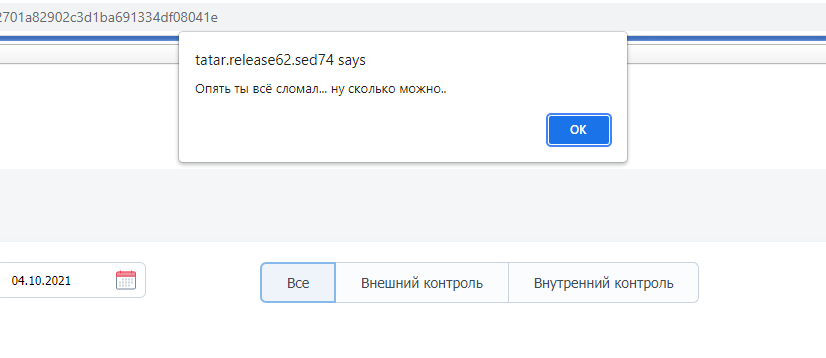 2701a82902c3d1ba691334df08041e
tatar.release62.sed74 says
Опять ты всё сломал... ну сколько можно..
ОК
04.10.2021
Все
Внешний контроль
Внутренний контроль